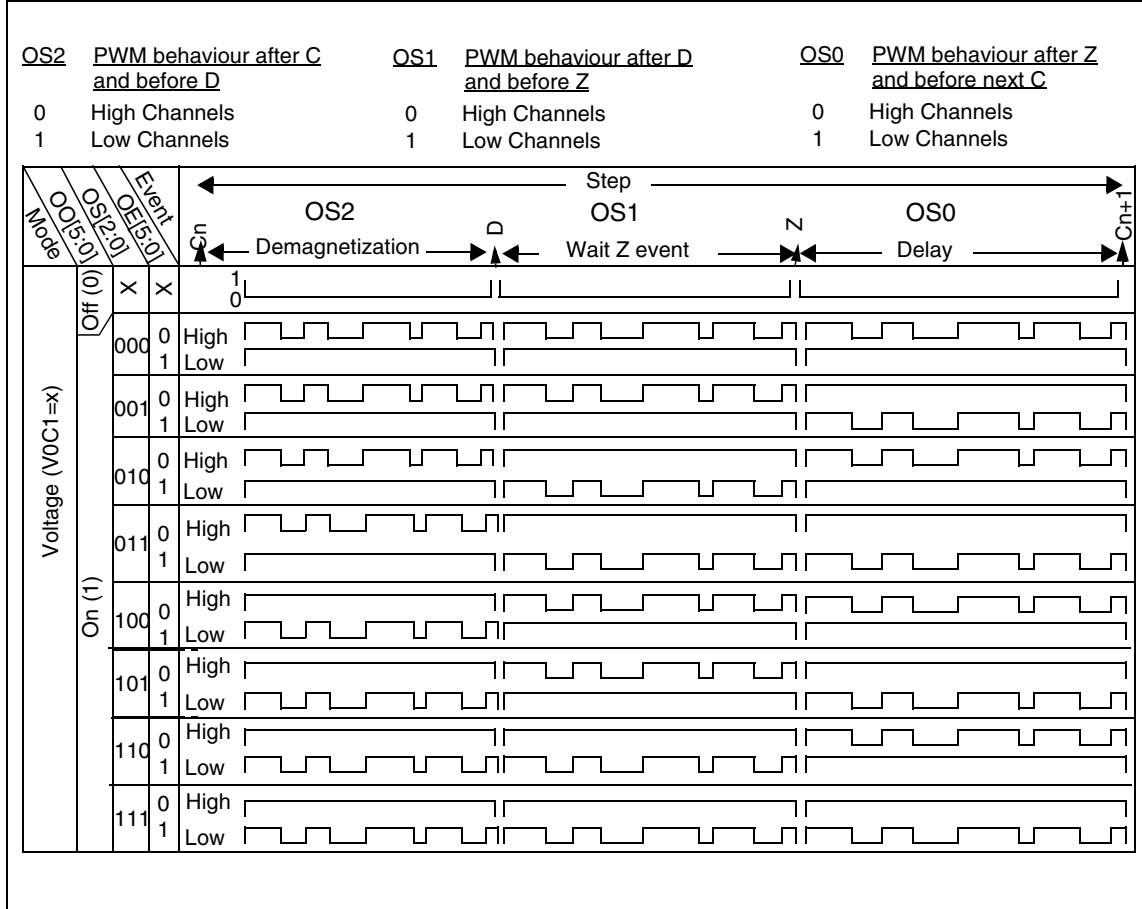 OS2 PWM behaviour after C and before D
0 High Channels
1 Low Channels
OS1 PWM behaviour after D and before Z
0 High Channels
1 Low Channels
OS0 PWM behaviour after Z and before next C
0 High Channels
1 Low Channels
Mode
OO[5:0]
OS[2:0]
OE[5:0]
Event
Step
Cn
OS2
Demagnetization
D
OS1
Wait Z event
Z
OS0
Delay
Cn+1
Voltage (V0C1=x)
Off (0)
X
X
1
0
On (1)
000
0 High
1 Low
001
0 High
1 Low
010
0 High
1 Low
011
0 High
1 Low
100
0 High
1 Low
101
0 High
1 Low
110
0 High
1 Low
111
0 High
1 Low